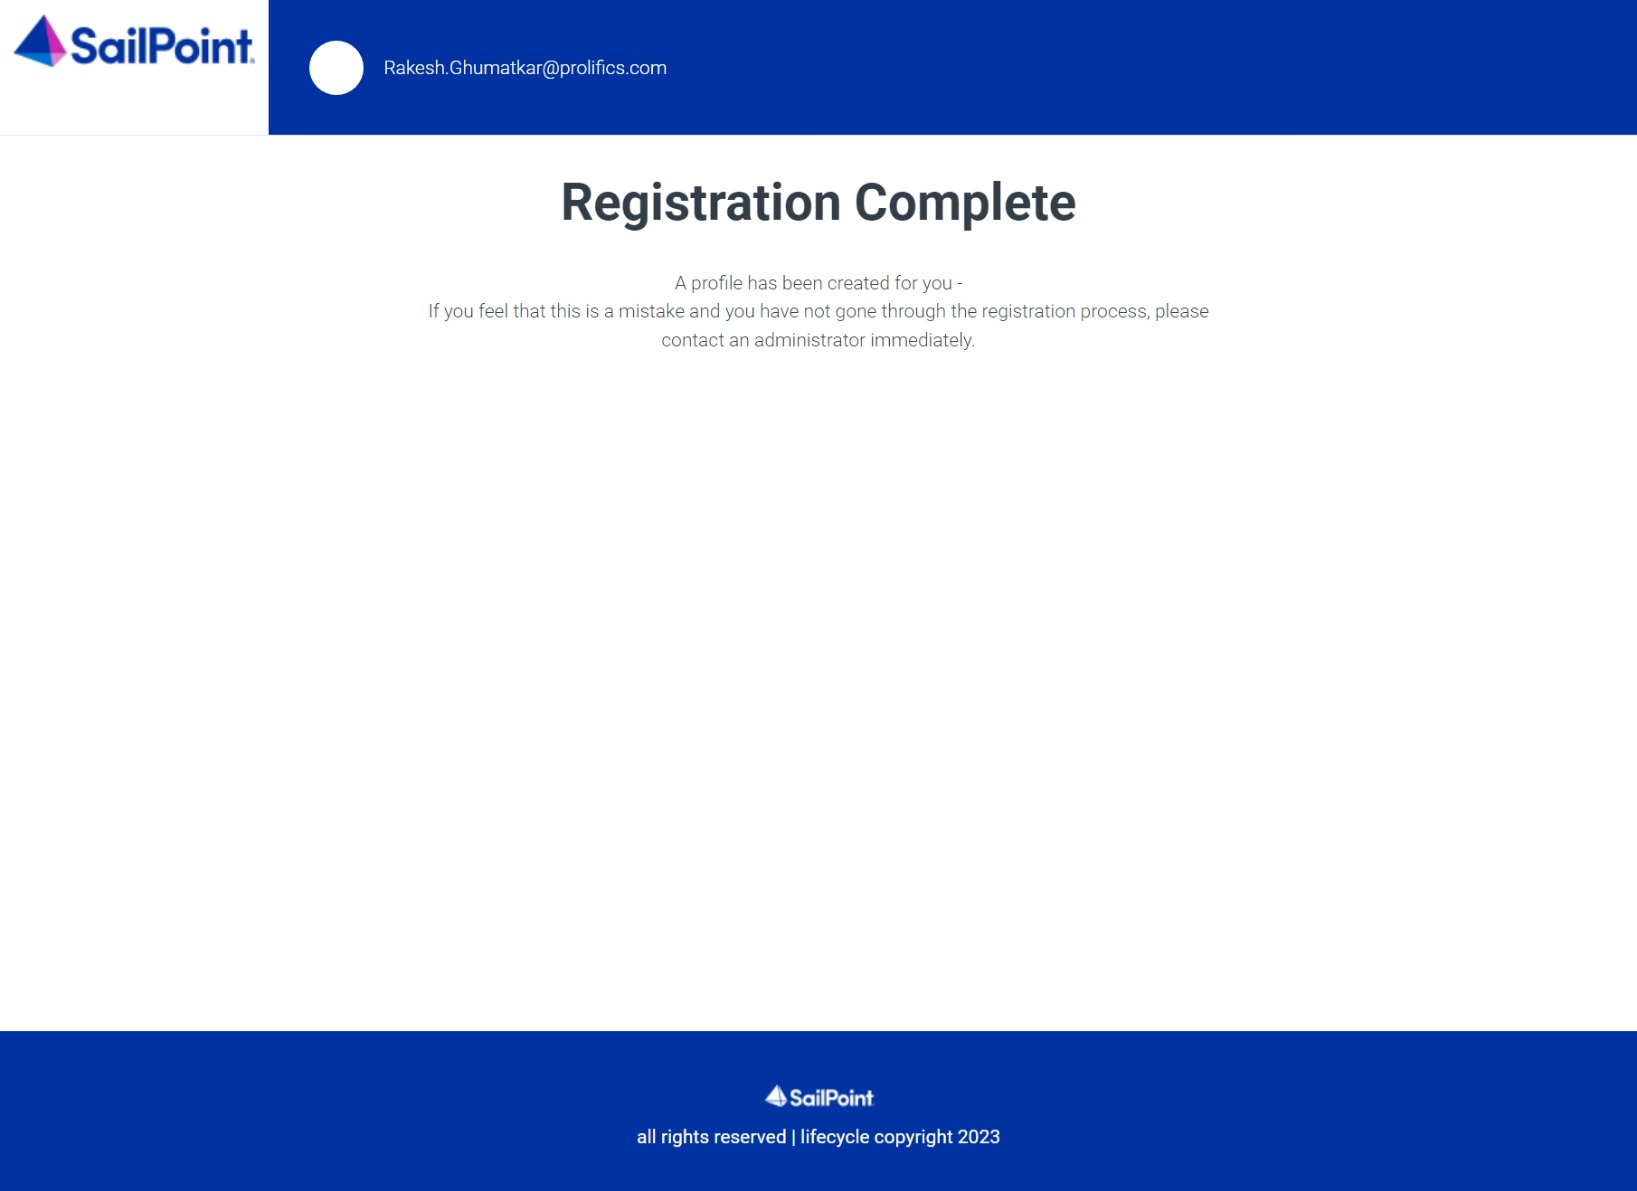 SailPoint
Rakesh.Ghumatkar@prolifics.com
Registration Complete
A profile has been created for you -
If you feel that this is a mistake and you have not gone through the registration process, please
contact an administrator immediately.
SailPoint
all rights reserved | lifecycle copyright 2023